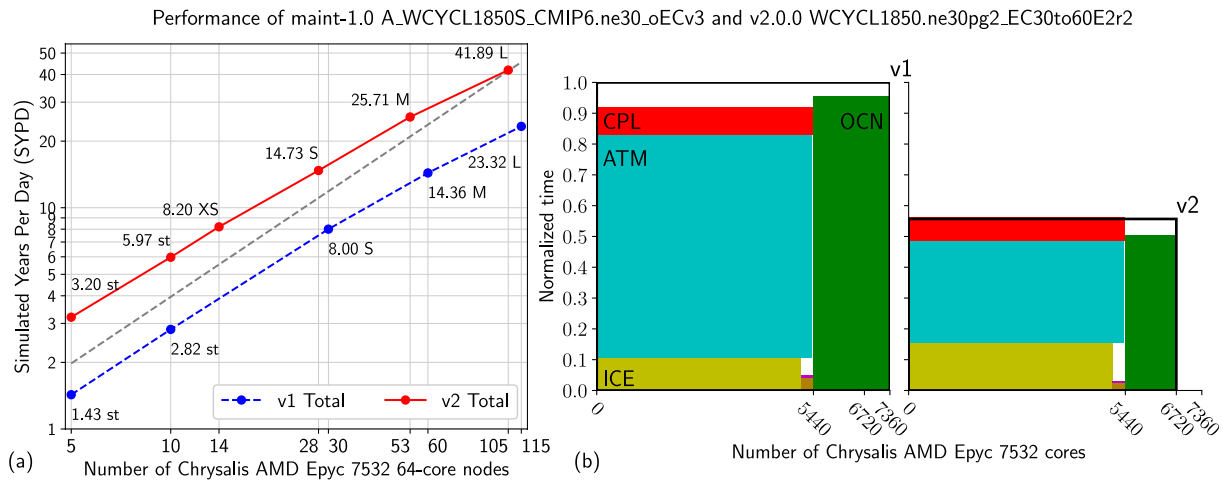 Performance of maint-1.0 A_WCYCL1850S_CMIP6.ne30_oECv3 and v2.0.0 WCYCL1850.ne30pg2_EC30to60E2r2
Simulated Years Per Day (SYPD)
50
40
30
20
10
9
8
7
6
5
4
3
2
1
41.89 L
25.71 M
14.73 S
8.20 XS
5.97 st
3.20 st
23.32 L
14.36 M
8.00 S
2.82 st
1.43 st
v1 Total
v2 Total
5 10 14 28 30 53 60 105 115
(a) Number of Chrysalis AMD Epyc 7532 64-core nodes
Normalized time
1.0
0.9
0.8
0.7
0.6
0.5
0.4
0.3
0.2
0.1
0.0
v1
CPL
OCN
ATM
ICE
v2
0 5440 6720 7360
0 5440 6720 7360
(b) Number of Chrysalis AMD Epyc 7532 cores